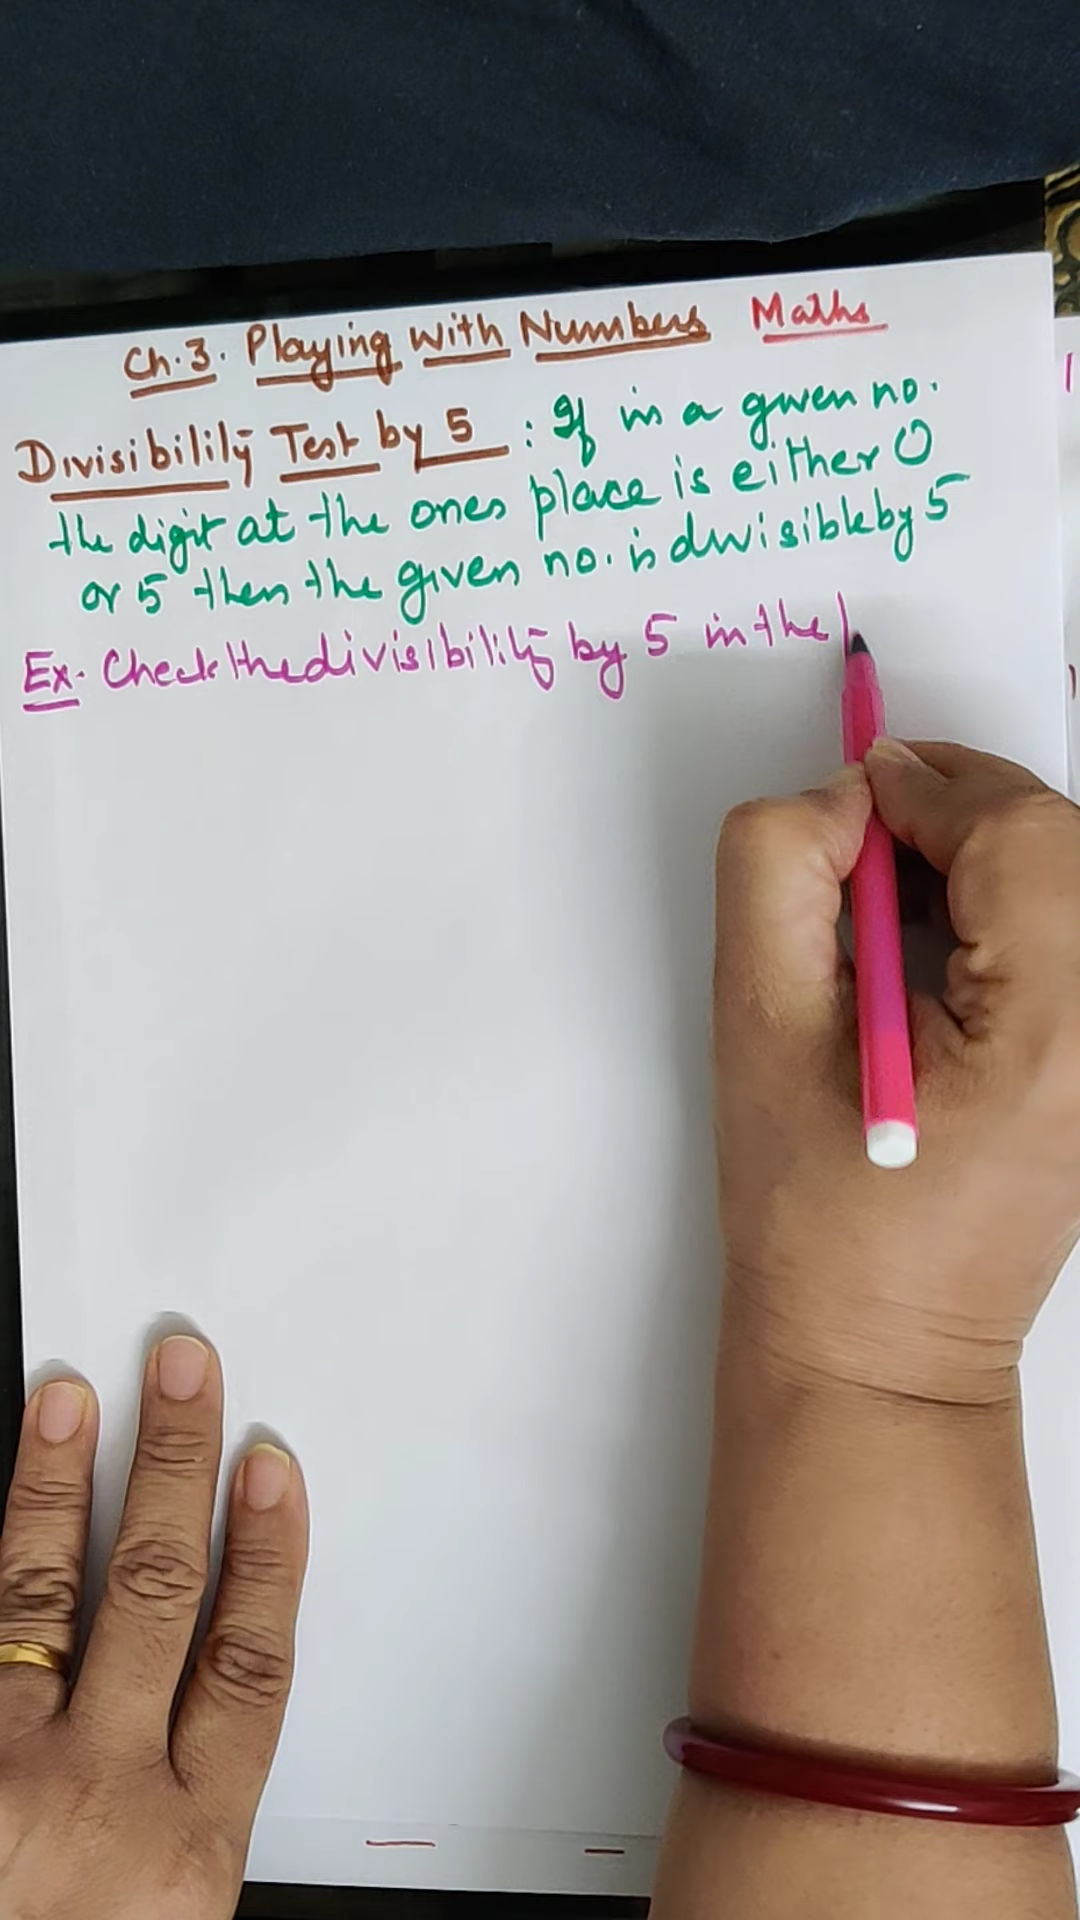 Ch.3. Playing with Numbers Maths
Divisibility Test by 5 : If in a given no.
the digit at the ones place is either 0
or 5 then the given no. is divisible by 5
Ex. Check the divisibility by 5 in the